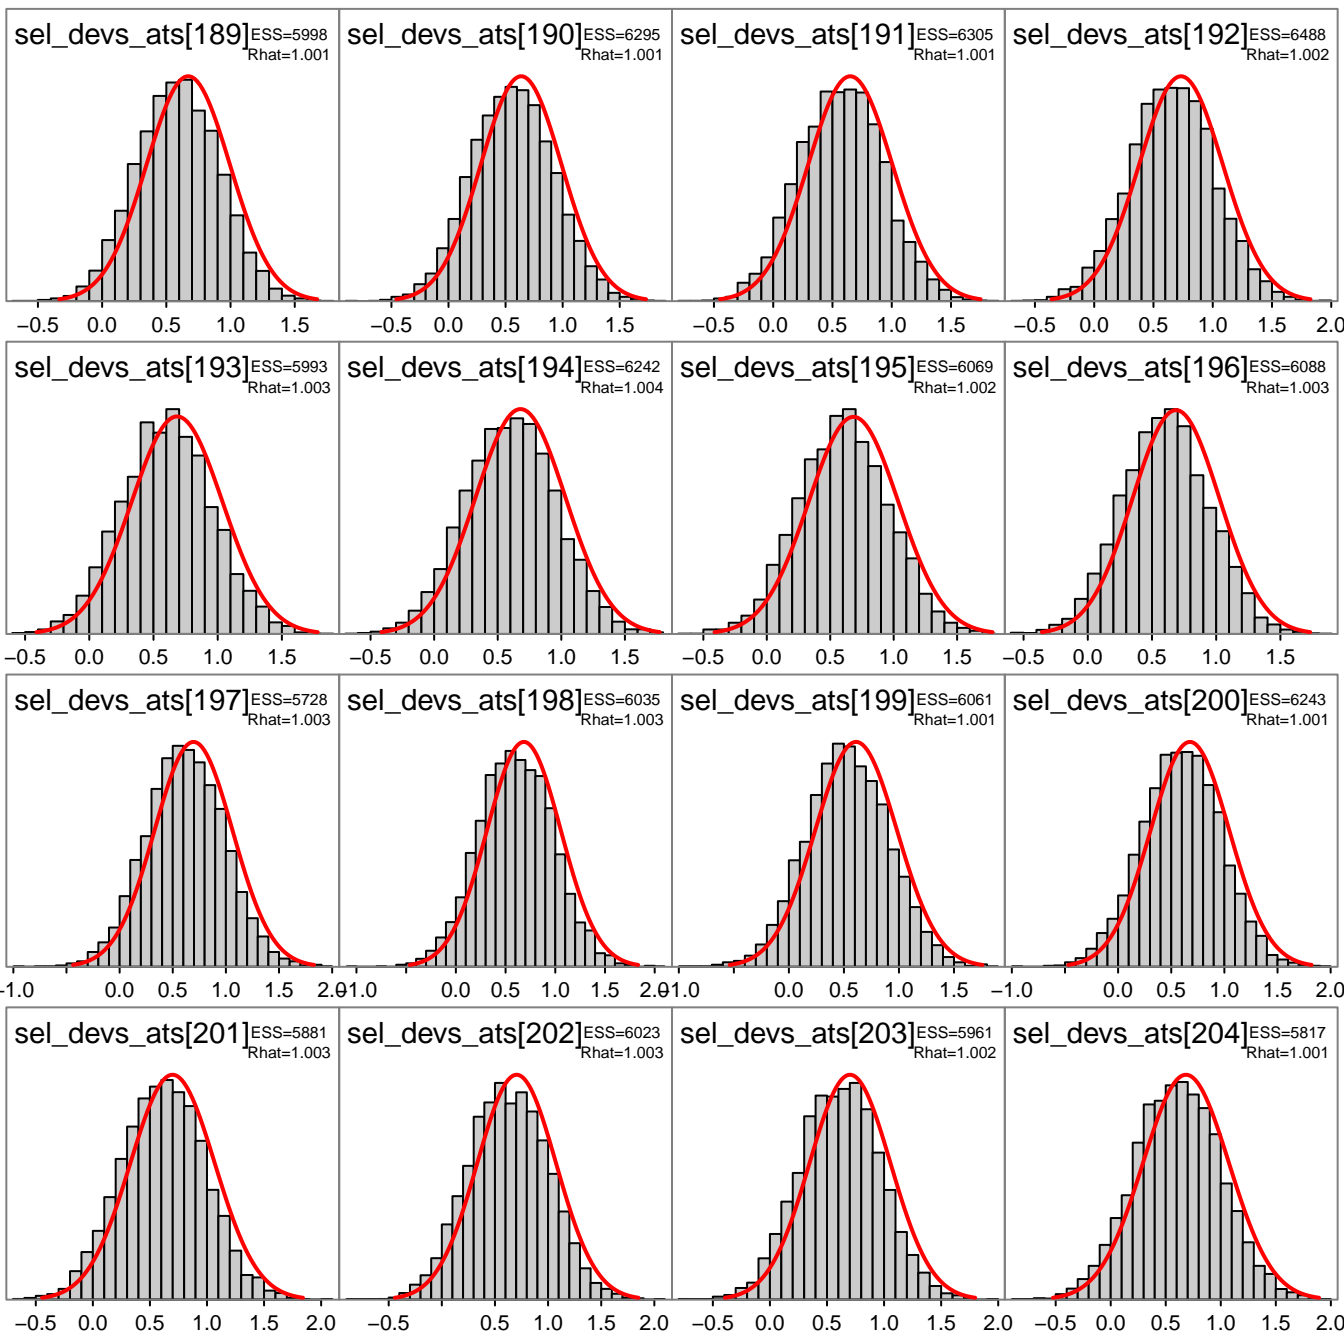 sel_devs_ats[189] ESS=5998 sel_devs_ats[190] ESS=6295 sel_devs_ats[191] ESS=6305 sel_devs_ats[192] ESS=6488
Rhat=1.001 Rhat=1.001 Rhat=1.001 Rhat=1.002
−0.5 0.0 0.5 1.0 1.5 −0.5 0.0 0.5 1.0 1.5 −0.5 0.0 0.5 1.0 1.5 −0.5 0.0 0.5 1.0 1.5 2.0
sel_devs_ats[193] ESS=5993 sel_devs_ats[194] ESS=6242 sel_devs_ats[195] ESS=6069 sel_devs_ats[196] ESS=6088
Rhat=1.003 Rhat=1.004 Rhat=1.002 Rhat=1.003
−0.5 0.0 0.5 1.0 1.5 −0.5 0.0 0.5 1.0 1.5 −0.5 0.0 0.5 1.0 1.5 −0.5 0.0 0.5 1.0 1.5
sel_devs_ats[197] ESS=5728 sel_devs_ats[198] ESS=6035 sel_devs_ats[199] ESS=6061 sel_devs_ats[200] ESS=6243
Rhat=1.003 Rhat=1.003 Rhat=1.001 Rhat=1.001
−1.0 0.0 0.5 1.0 1.5 2.0 −1.0 0.0 0.5 1.0 1.5 2.0 −1.0 0.0 0.5 1.0 1.5 −1.0 0.0 0.5 1.0 1.5 2.0
sel_devs_ats[201] ESS=5881 sel_devs_ats[202] ESS=6023 sel_devs_ats[203] ESS=5961 sel_devs_ats[204] ESS=5817
Rhat=1.003 Rhat=1.003 Rhat=1.002 Rhat=1.001
−0.5 0.0 0.5 1.0 1.5 2.0 −0.5 0.0 0.5 1.0 1.5 2.0 −0.5 0.0 0.5 1.0 1.5 2.0 −0.5 0.0 0.5 1.0 1.5 2.0